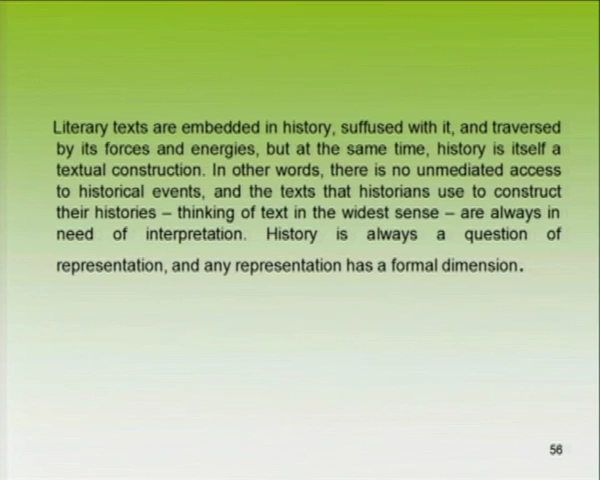 Literary texts are embedded in history, suffused with it, and traversed
by its forces and energies, but at the same time, history is itself a
textual construction. In other words, there is no unmediated access
to historical events, and the texts that historians use to construct
their histories – thinking of text in the widest sense – are always in
need of interpretation. History is always a question of
representation, and any representation has a formal dimension.
56